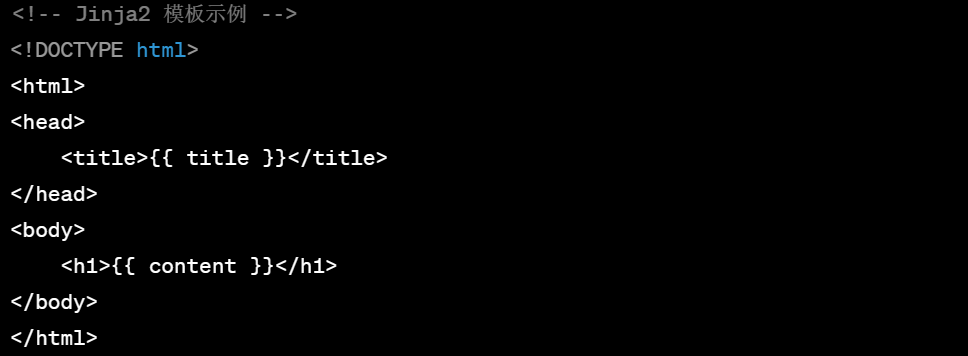 <!-- Jinja2 模板示例 -->
<!DOCTYPE html>
<html>
<head>
    <title>{{ title }}</title>
</head>
<body>
    <h1>{{ content }}</h1>
</body>
</html>